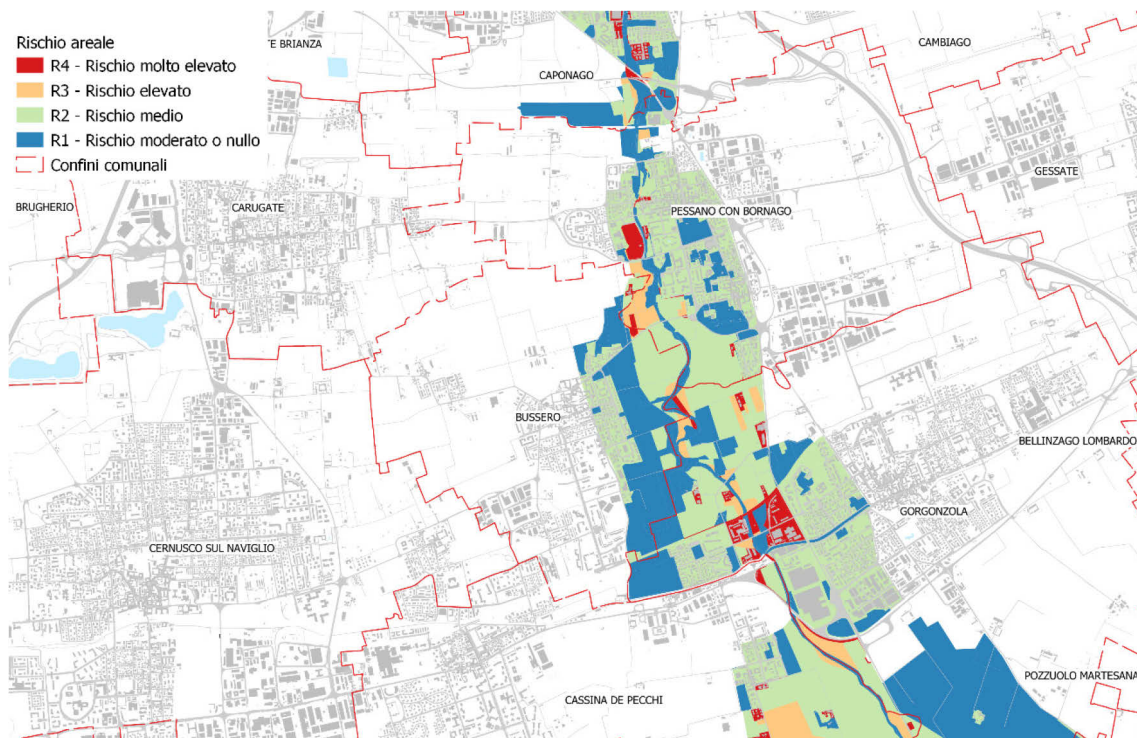 Rischio areale
R4 - Rischio molto elevato
R3 - Rischio elevato
R2 - Rischio medio
R1 - Rischio moderato o nullo
Confini comunali
TE BRIANZA
CAMBIAGO
CAPONAGO
GESSATE
BRUGHERIO
CARUGATE
PESSANO CON BORNAGO
BUSSERO
BELLINZAGO LOMBARDO
GORGONZOLA
CERNUSCO SUL NAVIGLIO
POZZUOLO MARTESANA
CASSINA DE PECCHI